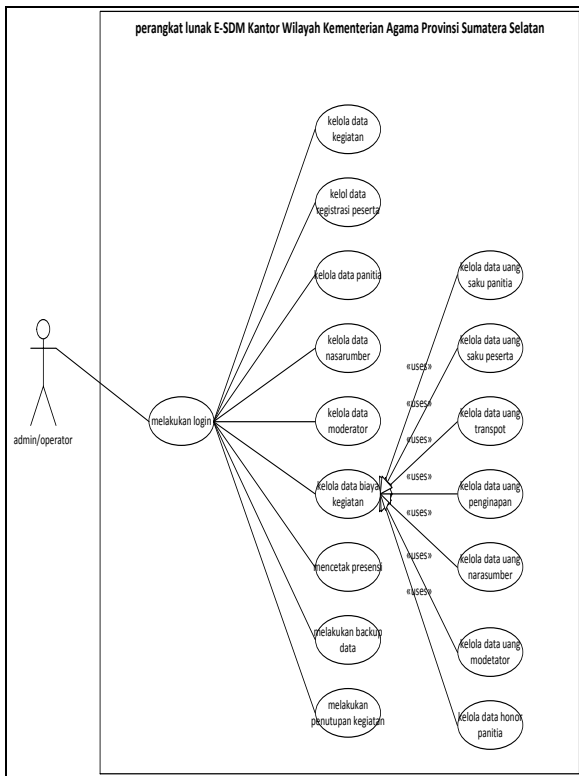 perangkat lunak E-SDM Kantor Wilayah Kementerian Agama Provinsi Sumatera Selatan
kelola data
kegiatan
kelol data
registrasi peserta
kelola data panitia
kelola data
nasarumber
kelola data
moderator
kelola data biaya
kegiatan
mencetak presensi
melakukan backup
data
melakukan
penutupan kegiatan
admin/operator
melakukan login
kelola data uang
saku panitia
kelola data uang
saku peserta
kelola data uang
transpot
kelola data uang
penginapan
kelola data uang
narasumber
kelola data uang
modetator
kelola data honor
panitia
«uses»
«uses»
«uses»
«uses»
«uses»
«uses»
«uses»